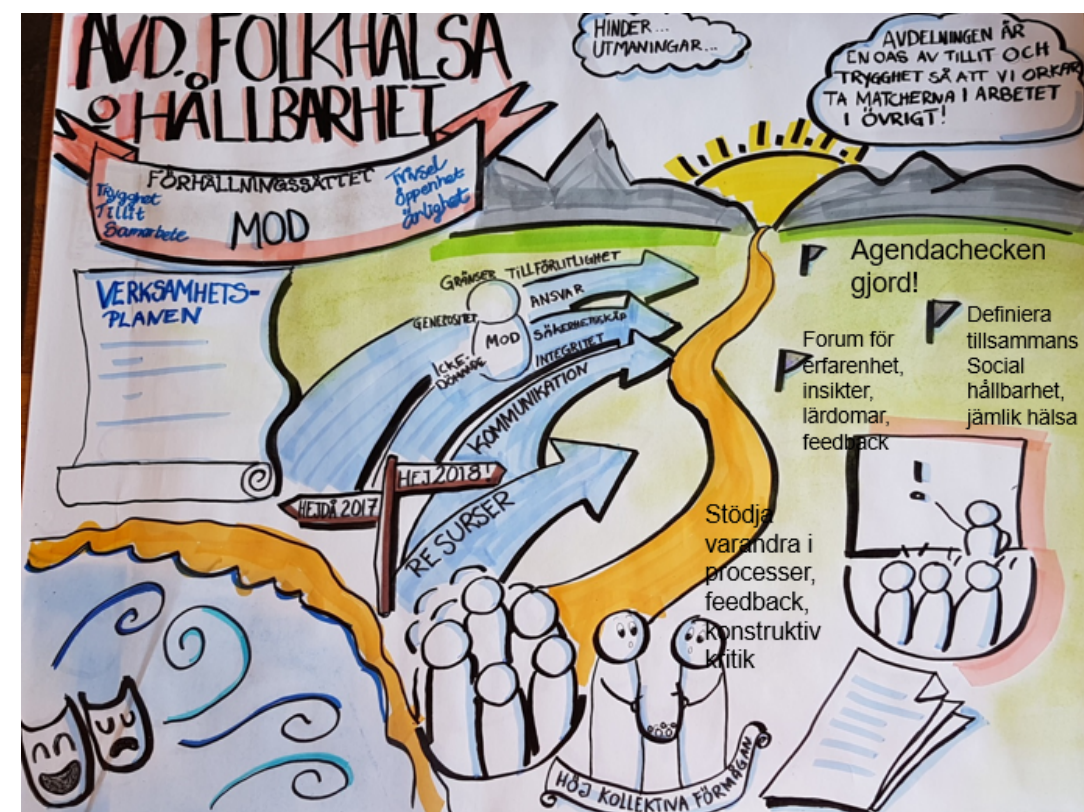 AVD. FOLKHÄLSA
O HÅLLBARHET
HINDER...
UTMANINGAR...
AVDELNINGEN ÄR
EN OAS AV TILLIT OCH
TRYGGHET SÅ ATT VI ORKAR
TA MATCHERNA I ARBETET
I ÖVRIGT!
FÖRHÅLLNINGSSÄTTET
MOD
Trygghet
Tillit
Samarbete
Trivsel
Öppenhet
Ärlighet
VERKSAMHETS-
PLANEN
GRÄNSER
TILLFÖRLITLIGHET
ANSVAR
GENEROSITET
MOD
SÄKERHETSSKÅP
ICKE-
DÖMANDE
INTEGRITET
KOMMUNIKATION
HEJDÅ 2017
HEJ 2018!
RESURSER
Agendachecken
gjord!
Definiera
tillsammans
Social
hållbarhet,
jämlik hälsa
Forum för
erfarenhet,
insikter,
lärdomar,
feedback
Stödja
varandra i
processer,
feedback,
konstruktiv
kritik
HÖJ KOLLEKTIVA FÖRMÅGAN